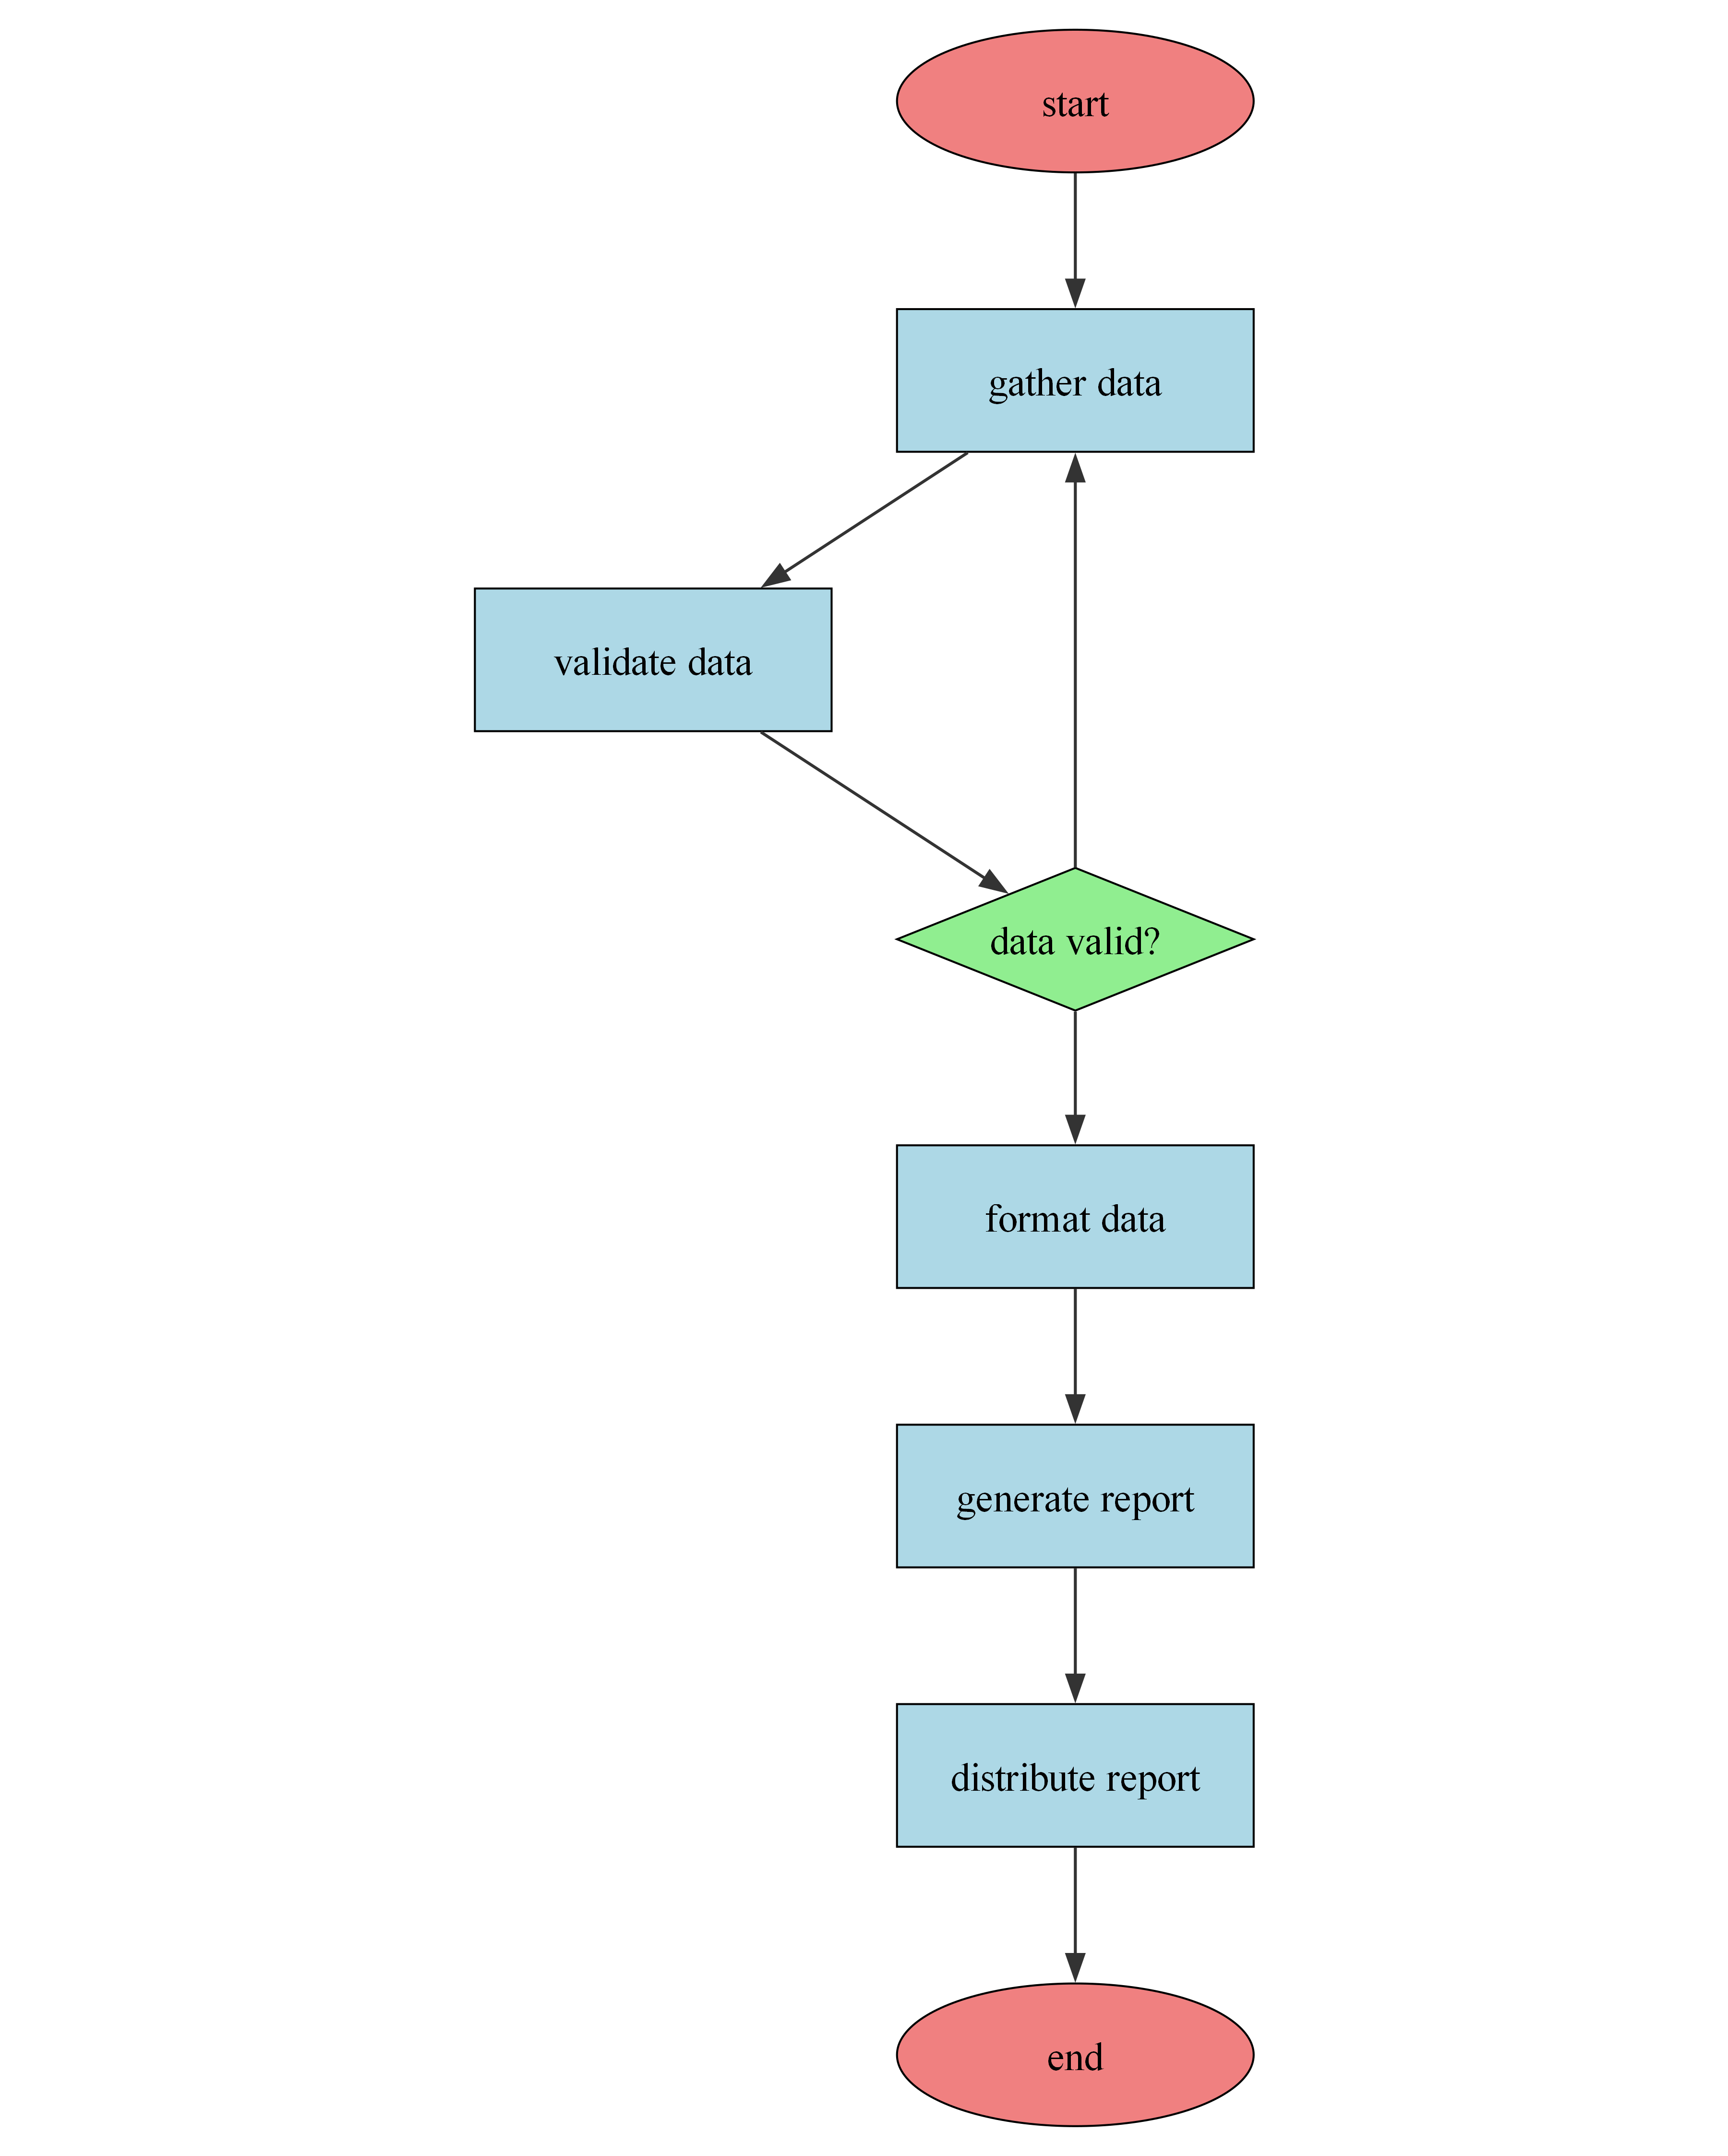 start
gather data
validate data
data valid?
format data
generate report
distribute report
end